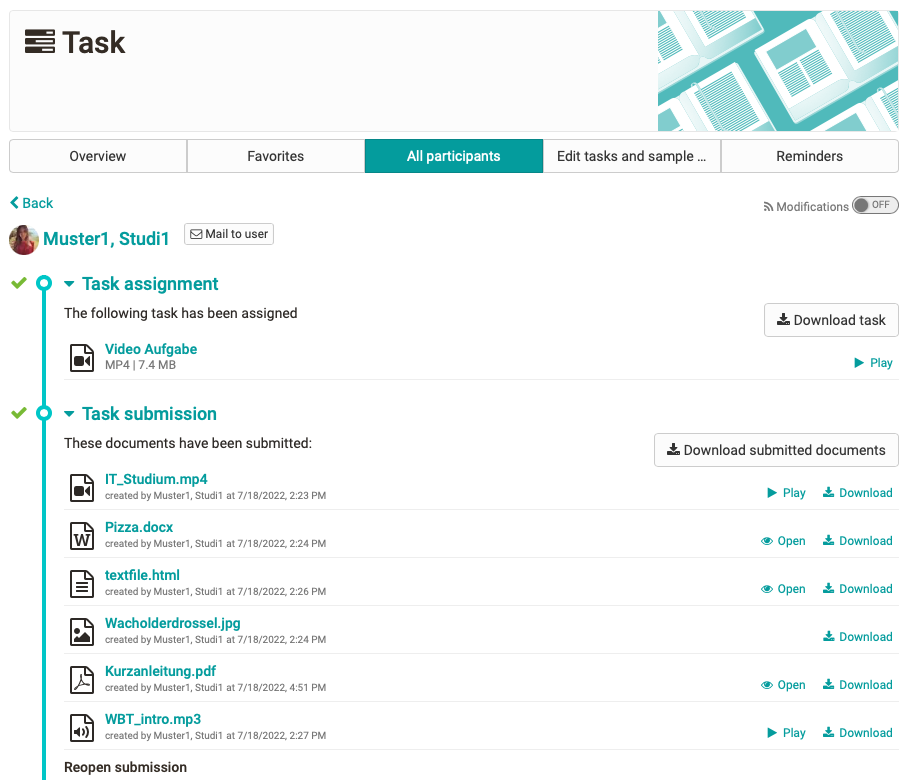 Task
Overview
Favorites
All participants
Edit tasks and sample ...
Reminders
Back
Modifications OFF
Muster1, Studi1
Mail to user
Task assignment
The following task has been assigned
Download task
Video Aufgabe
MP4 | 7.4 MB
Play
Task submission
These documents have been submitted:
Download submitted documents
IT_Studium.mp4
created by Muster1, Studi1 at 7/18/2022, 2:23 PM
Play Download
Pizza.docx
created by Muster1, Studi1 at 7/18/2022, 2:24 PM
Open Download
textfile.html
created by Muster1, Studi1 at 7/18/2022, 2:26 PM
Open Download
Wacholderdrossel.jpg
created by Muster1, Studi1 at 7/18/2022, 2:24 PM
Download
Kurzanleitung.pdf
created by Muster1, Studi1 at 7/18/2022, 4:51 PM
Open Download
WBT_intro.mp3
created by Muster1, Studi1 at 7/18/2022, 2:27 PM
Play Download
Reopen submission